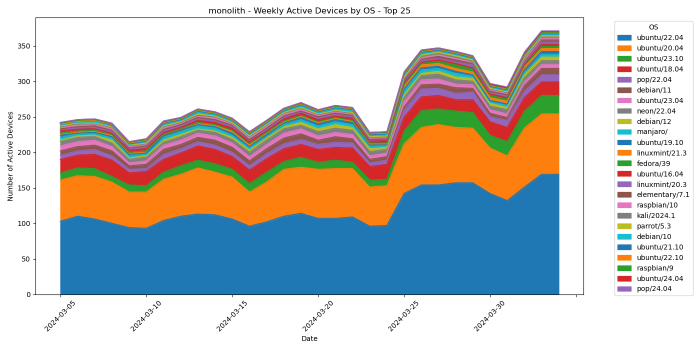 monolith - Weekly Active Devices by OS - Top 25
OS
ubuntu/22.04
ubuntu/20.04
ubuntu/23.10
ubuntu/18.04
pop/22.04
debian/11
ubuntu/23.04
neon/22.04
debian/12
manjaro/
ubuntu/19.10
linuxmint/21.3
fedora/39
ubuntu/16.04
linuxmint/20.3
elementary/7.1
raspbian/10
kali/2024.1
parrot/5.3
debian/10
ubuntu/21.10
ubuntu/22.10
raspbian/9
ubuntu/24.04
pop/24.04
Number of Active Devices
350
300
250
200
150
100
50
0
2024-03-05
2024-03-10
2024-03-15
2024-03-20
2024-03-25
2024-03-30
Date